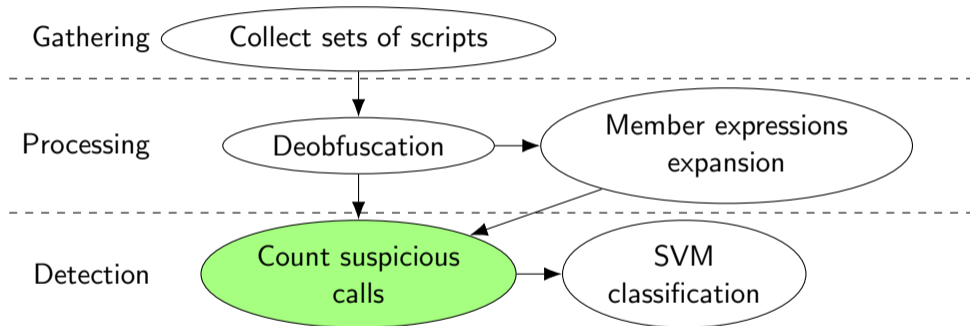 Gathering
Collect sets of scripts
Processing
Deobfuscation
Member expressions
expansion
Detection
Count suspicious
calls
SVM
classification